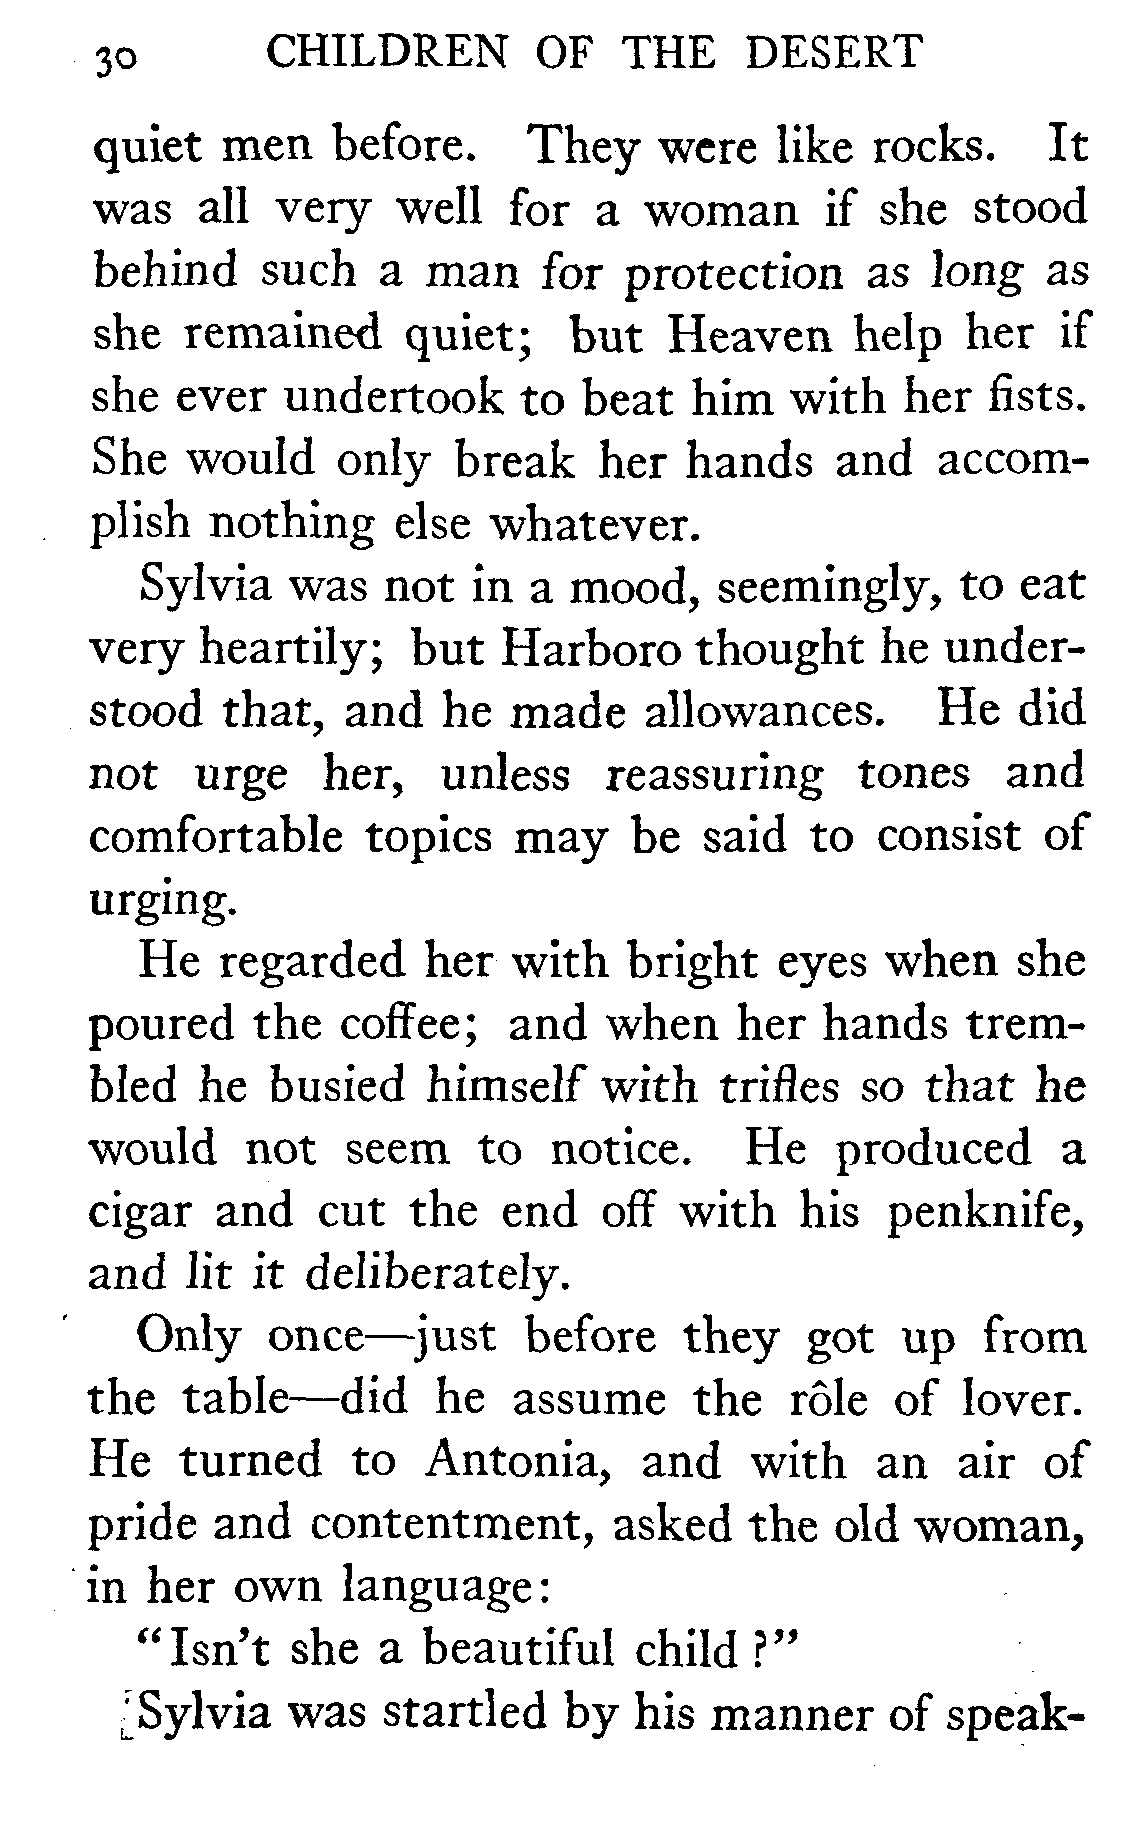 30 CHILDREN OF THE DESERT
quiet men before. They were like rocks. It
was all very well for a woman if she stood
behind such a man for protection as long as
she remained quiet; but Heaven help her if
she ever undertook to beat him with her fists.
She would only break her hands and accom-
plish nothing else whatever.
Sylvia was not in a mood, seemingly, to eat
very heartily; but Harboro thought he under-
stood that, and he made allowances. He did
not urge her, unless reassuring tones and
comfortable topics may be said to consist of
urging.
He regarded her with bright eyes when she
poured the coffee; and when her hands trem-
bled he busied himself with trifles so that he
would not seem to notice. He produced a
cigar and cut the end off with his penknife,
and lit it deliberately.
Only once—just before they got up from
the table—did he assume the rôle of lover.
He turned to Antonia, and with an air of
pride and contentment, asked the old woman,
in her own language:
"Isn't she a beautiful child?"
Sylvia was startled by his manner of speak-